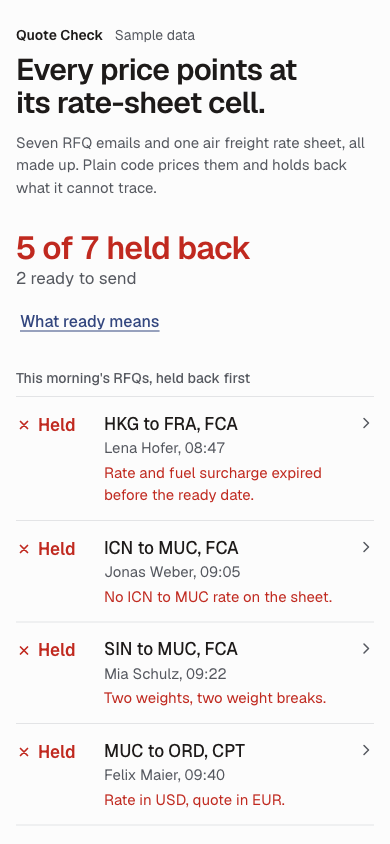 Quote Check Sample data
Every price points at
its rate-sheet cell.
Seven RFQ emails and one air freight rate sheet, all
made up. Plain code prices them and holds back
what it cannot trace.
5 of 7 held back
2 ready to send
What ready means
This morning's RFQs, held back first
Held HKG to FRA, FCA
Lena Hofer, 08:47
Rate and fuel surcharge expired
before the ready date.
Held ICN to MUC, FCA
Jonas Weber, 09:05
No ICN to MUC rate on the sheet.
Held SIN to MUC, FCA
Mia Schulz, 09:22
Two weights, two weight breaks.
Held MUC to ORD, CPT
Felix Maier, 09:40
Rate in USD, quote in EUR.